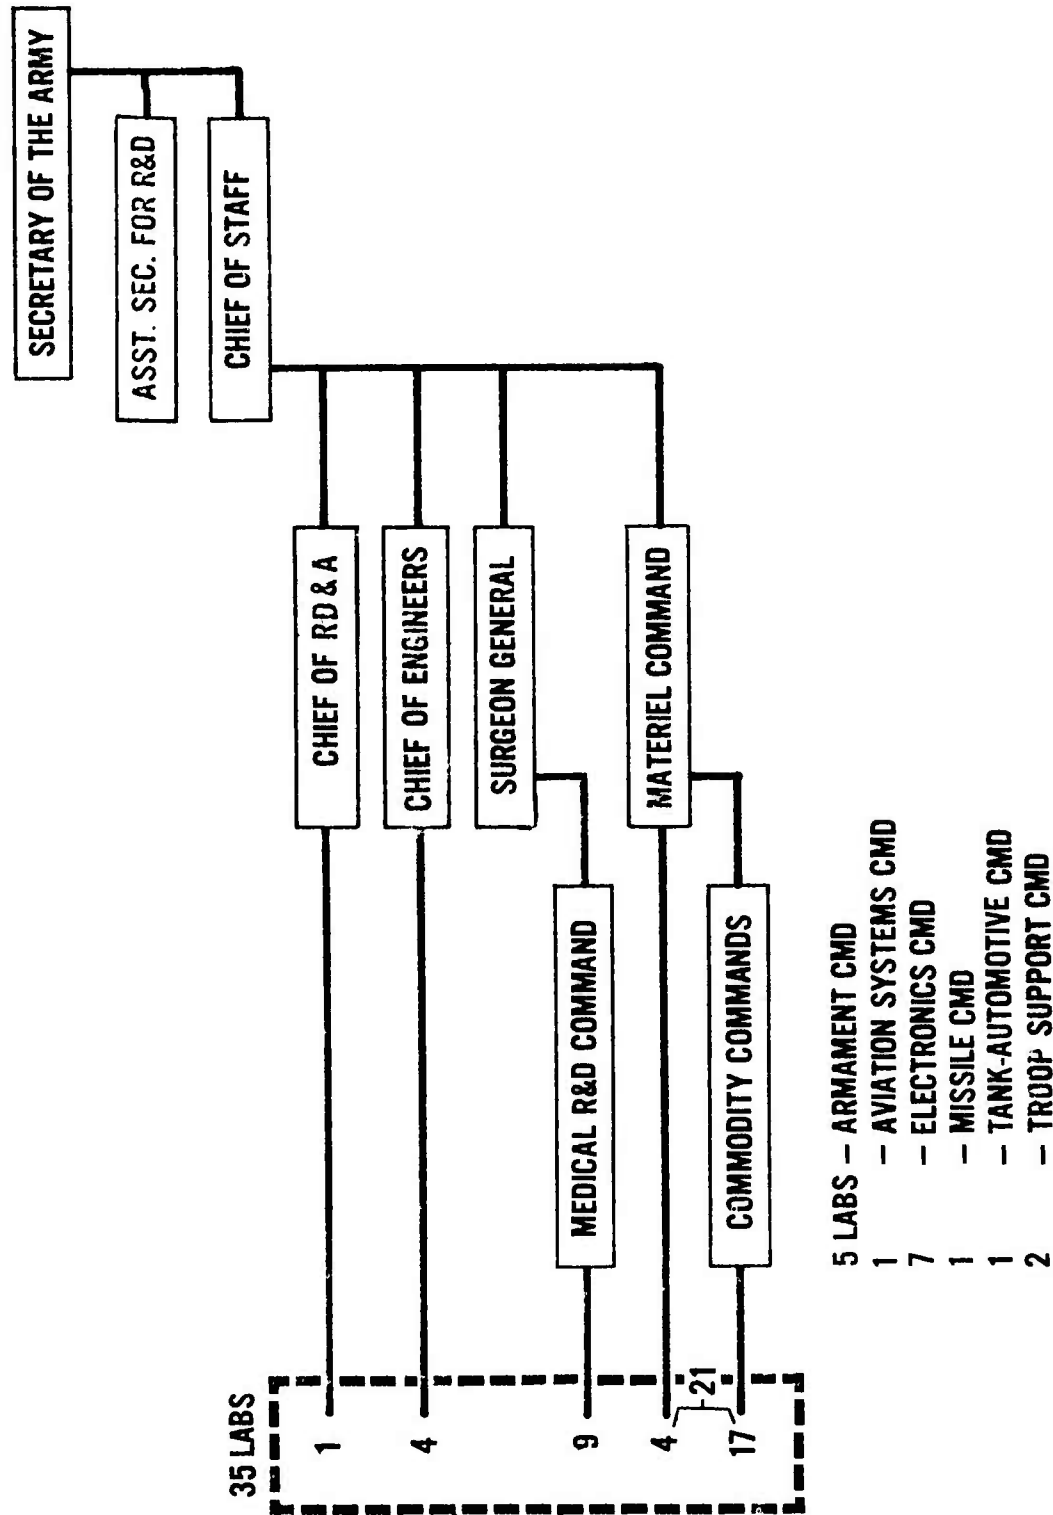 SECRETARY OF THE ARMY
ASST. SEC. FOR R&D
CHIEF OF STAFF
CHIEF OF RD & A
CHIEF OF ENGINEERS
SURGEON GENERAL
MEDICAL R&D COMMAND
MATERIEL COMMAND
COMMODITY COMMANDS
35 LABS
1
4
9
4
21
17
5 LABS – ARMAMENT CMD
1 – AVIATION SYSTEMS CMD
7 – ELECTRONICS CMD
1 – MISSILE CMD
1 – TANK-AUTOMOTIVE CMD
2 – TROOP SUPPORT CMD